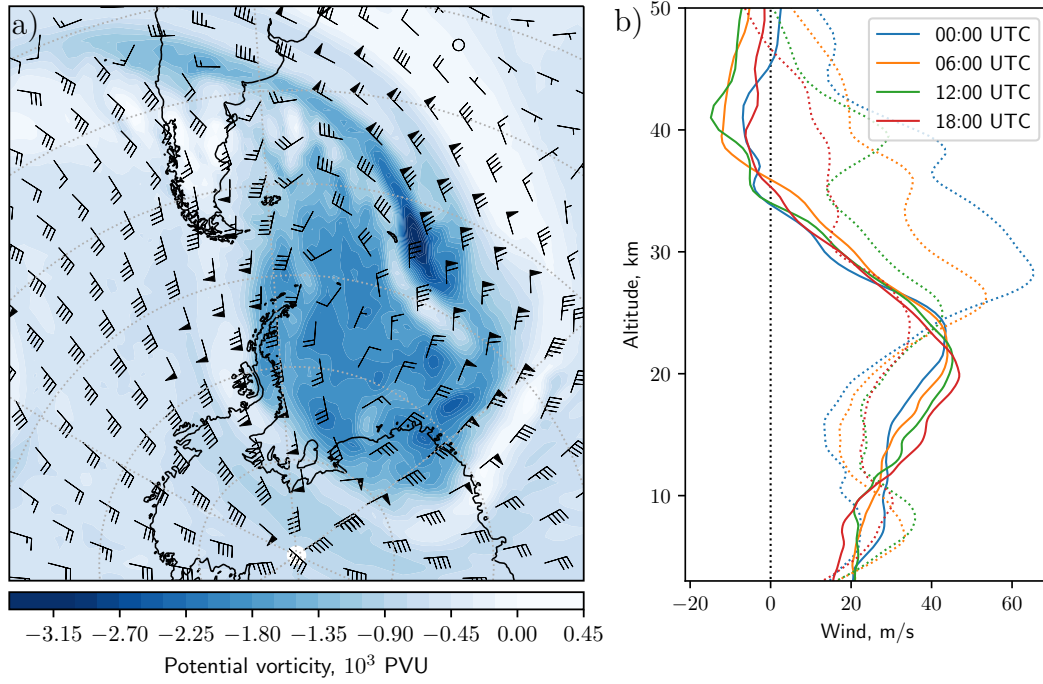 a)
−3.15 −2.70 −2.25 −1.80 −1.35 −0.90 −0.45 0.00 0.45
Potential vorticity, 10³ PVU
b)
00:00 UTC
06:00 UTC
12:00 UTC
18:00 UTC
50
40
30
20
10
Altitude, km
−20 0 20 40 60
Wind, m/s